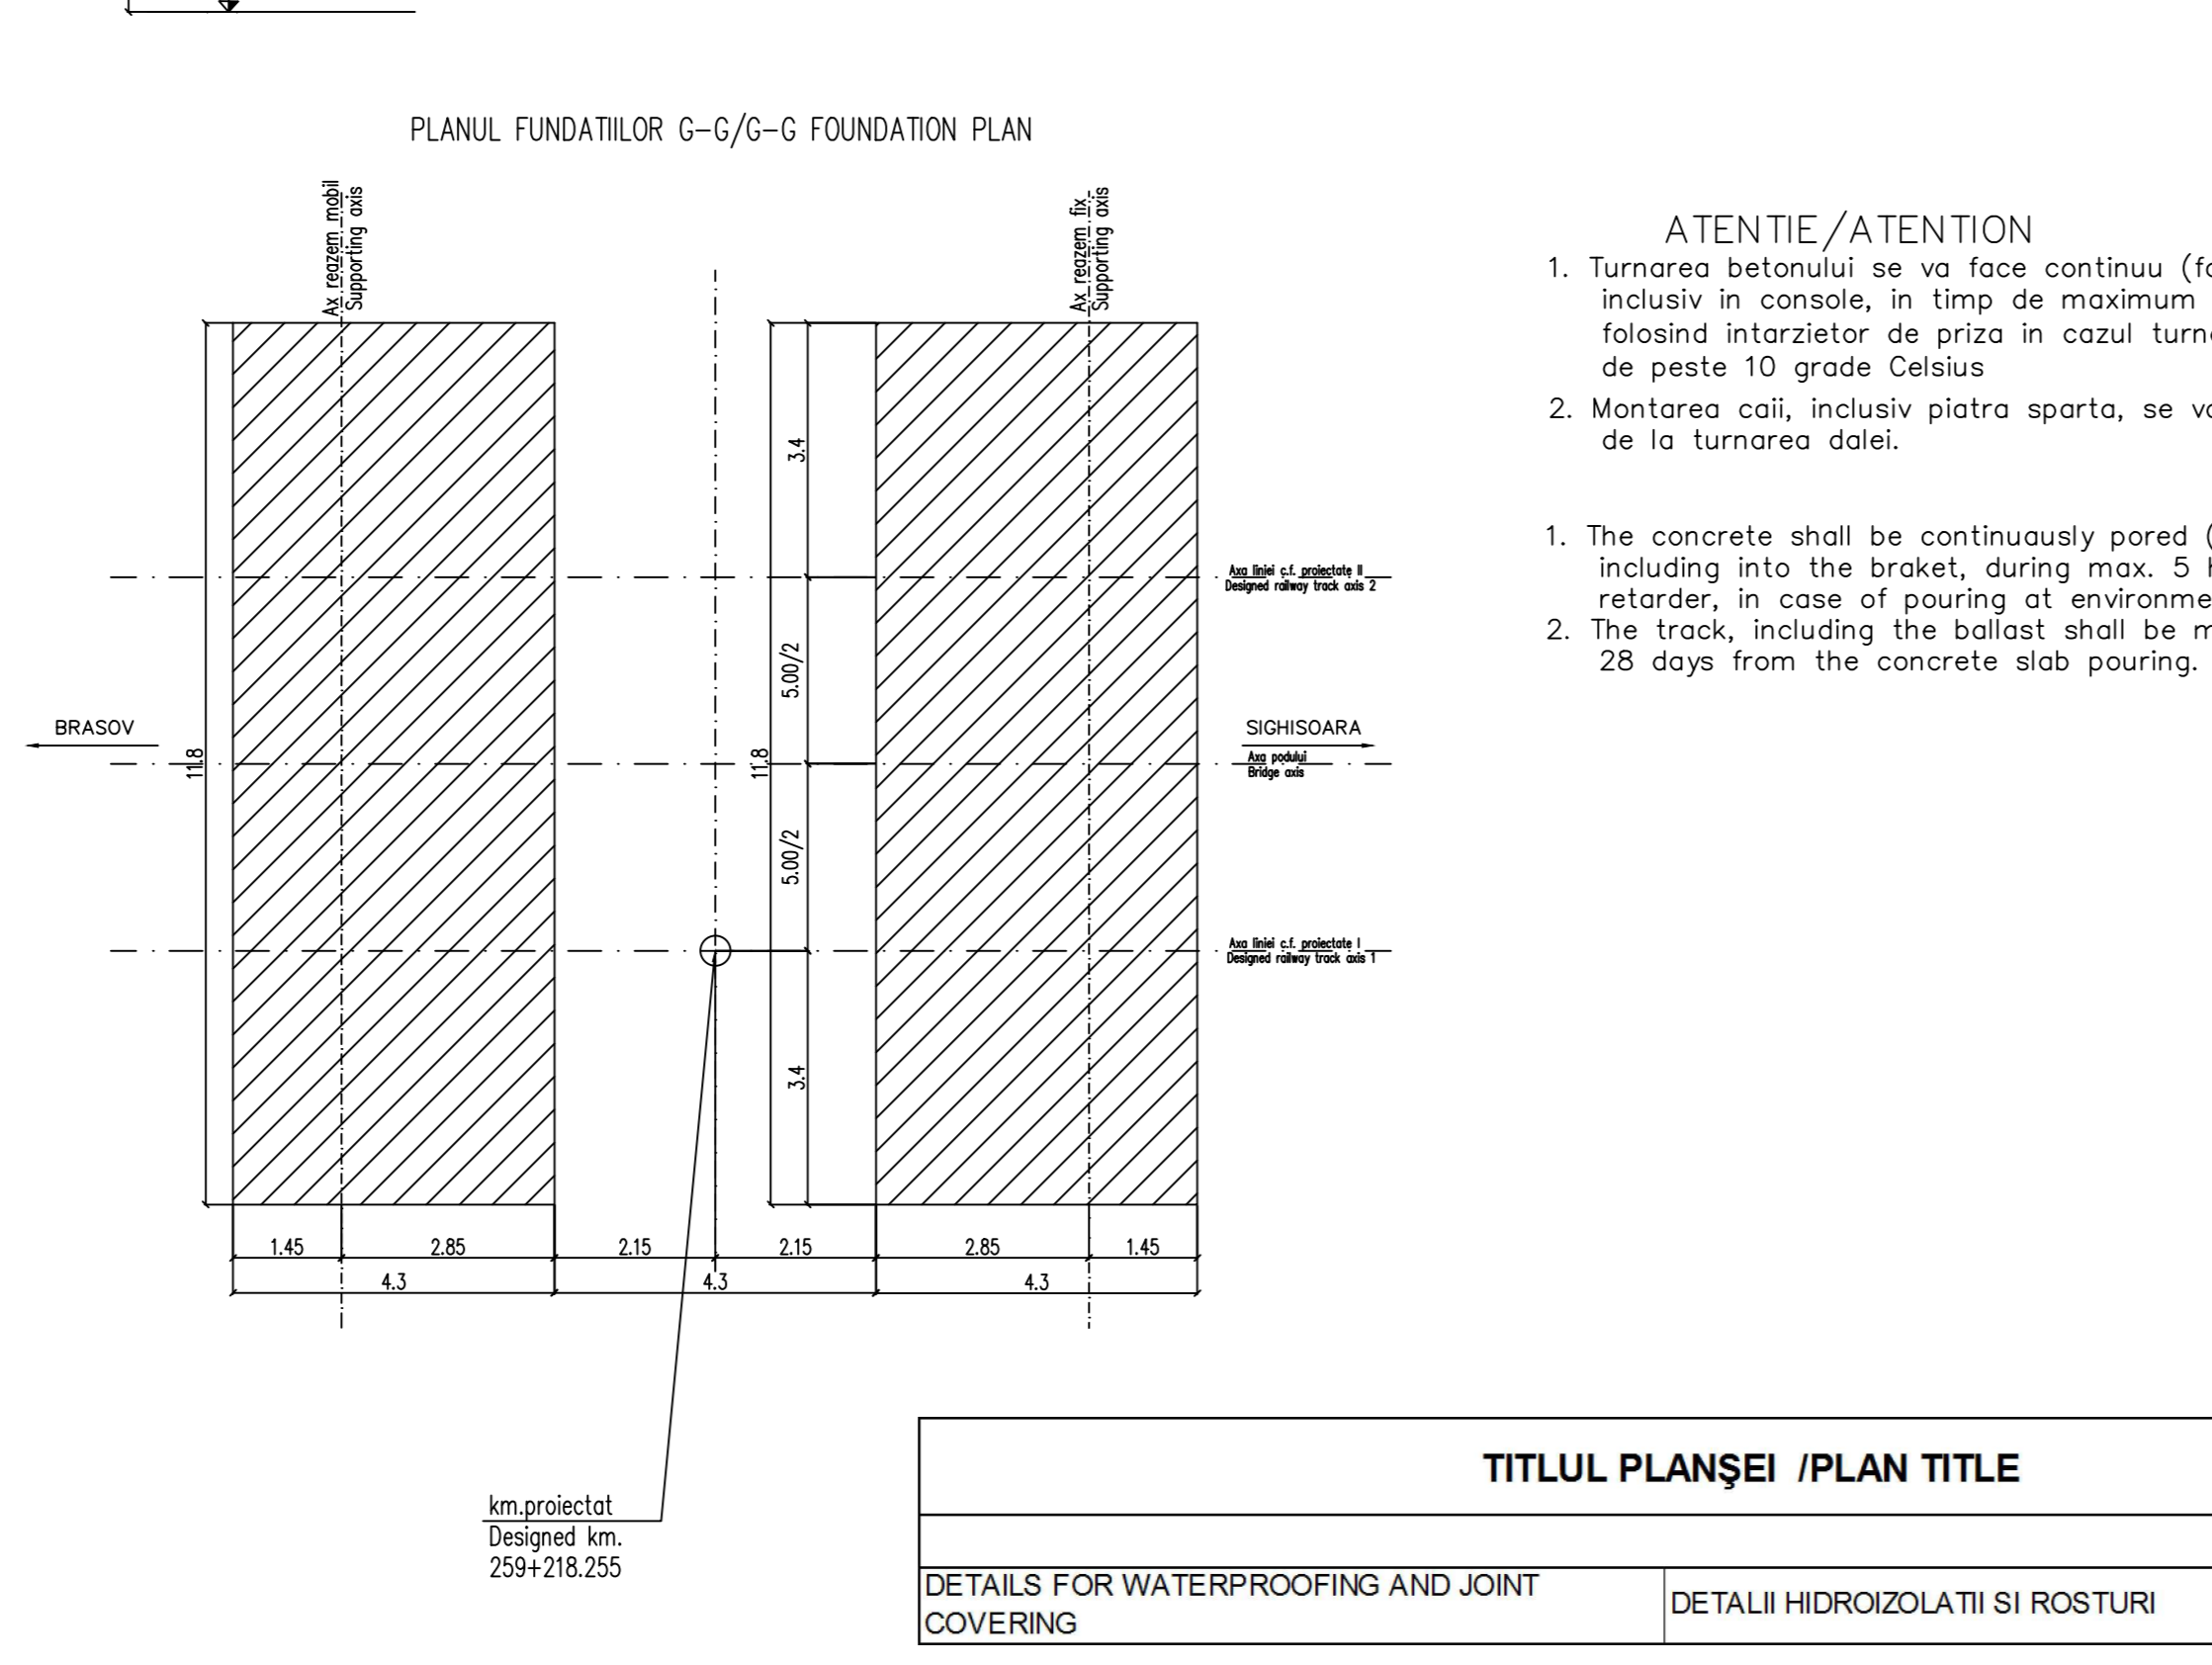 PLANUL FUNDATIILOR G-G/G-G FOUNDATION PLAN
Ax reazem mobil
Supporting axis
Ax reazem fix
Supporting axis
ATENTIE/ATENTION
1. Turnarea betonului se va face continuu
inclusiv in console, in timp de maximum
folosind intarzietor de priza in cazul
de peste 10 grade Celsius
2. Montarea caii, inclusiv piatra sparta, se
de la turnarea dalei.
1. The concrete shall be continuausly pored (
including into the braket, during max. 5
retarder, in case of pouring at
2. The track, including the ballast shall be
28 days from the concrete slab pouring.
3.4
Axa liniei c.f. proiectate II
Designed railway track axis 2
5.00/2
BRASOV
SIGHISOARA
11.8
11.8
Axa podului
Bridge axis
5.00/2
Axa liniei c.f. proiectate I
Designed railway track axis 1
3.4
1.45 2.85 2.15 2.15 2.85 1.45
4.3 4.3 4.3
km.proiectat
Designed km.
259+218.255
TITLUL PLANŞEI /PLAN TITLE
DETAILS FOR WATERPROOFING AND JOINT
COVERING
DETALII HIDROIZOLATII SI ROSTURI